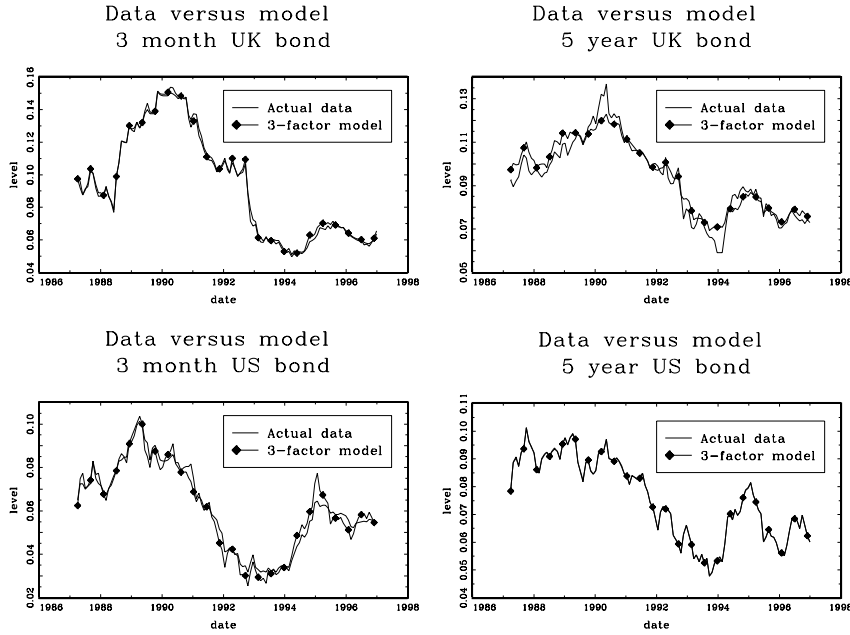 Data versus model
3 month UK bond
0.16
0.14
0.12
0.10
0.08
0.06
0.04
level
Actual data
3-factor model
1986
1988
1990
1992
1994
1996
1998
date
Data versus model
5 year UK bond
0.13
0.11
0.09
0.07
0.05
level
Actual data
3-factor model
1986
1988
1990
1992
1994
1996
1998
date
Data versus model
3 month US bond
0.10
0.08
0.06
0.04
0.02
level
Actual data
3-factor model
1986
1988
1990
1992
1994
1996
1998
date
Data versus model
5 year US bond
0.11
0.10
0.09
0.08
0.07
0.06
0.05
0.04
level
Actual data
3-factor model
1986
1988
1990
1992
1994
1996
1998
date